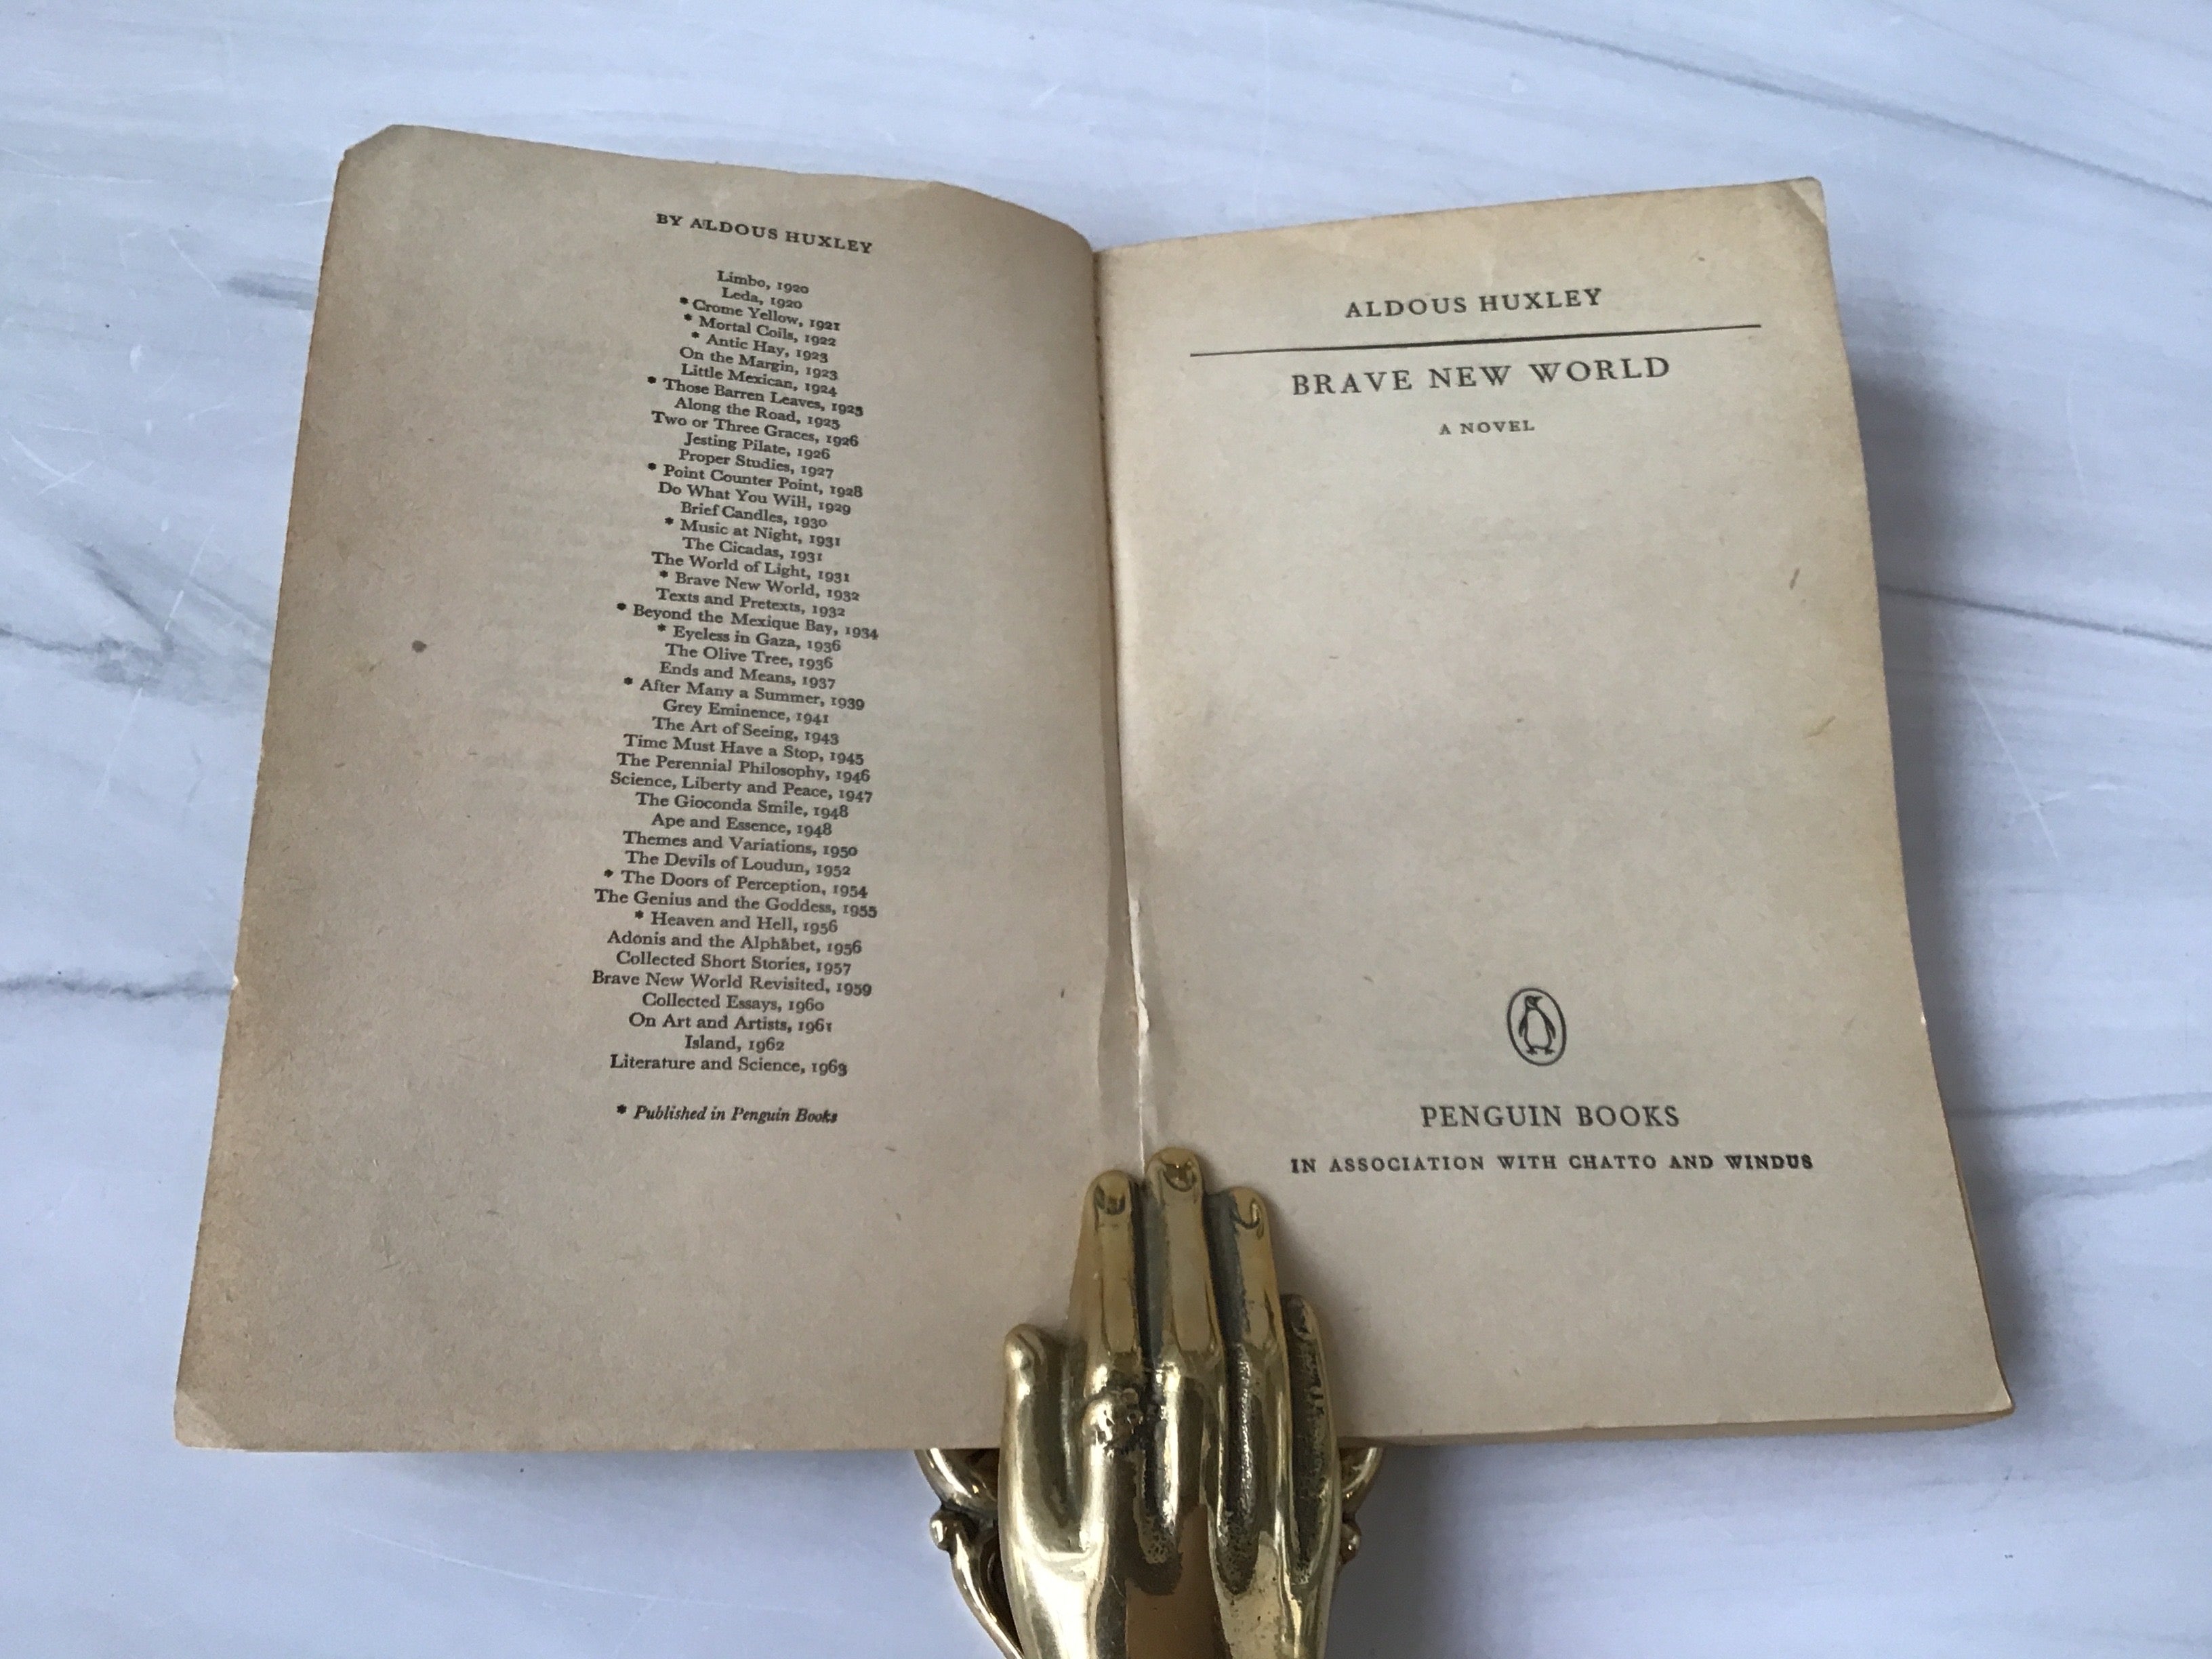 BY ALDOUS HUXLEY
Limbo, 1920
Leda, 1920
* Crome Yellow, 1921
* Mortal Coils, 1922
* Antic Hay, 1923
On the Margin, 1923
Little Mexican, 1924
* Those Barren Leaves, 1925
Along the Road, 1925
Two or Three Graces, 1926
Jesting Pilate, 1926
Proper Studies, 1927
* Point Counter Point, 1928
Do What You Will, 1929
Brief Candles, 1930
* Music at Night, 1931
The Cicadas, 1931
The World of Light, 1931
* Brave New World, 1932
Texts and Pretexts, 1932
* Beyond the Mexique Bay, 1934
* Eyeless in Gaza, 1936
The Olive Tree, 1936
Ends and Means, 1937
* After Many a Summer, 1939
Grey Eminence, 1941
The Art of Seeing, 1943
Time Must Have a Stop, 1945
The Perennial Philosophy, 1946
Science, Liberty and Peace, 1947
The Gioconda Smile, 1948
Ape and Essence, 1948
Themes and Variations, 1950
The Devils of Loudun, 1952
* The Doors of Perception, 1954
The Genius and the Goddess, 1955
* Heaven and Hell, 1956
Adonis and the Alphabet, 1956
Collected Short Stories, 1957
Brave New World Revisited, 1959
Collected Essays, 1960
On Art and Artists, 1961
Island, 1962
Literature and Science, 1963
* Published in Penguin Books
ALDOUS HUXLEY
BRAVE NEW WORLD
A NOVEL
PENGUIN BOOKS
IN ASSOCIATION WITH CHATTO AND WINDUS